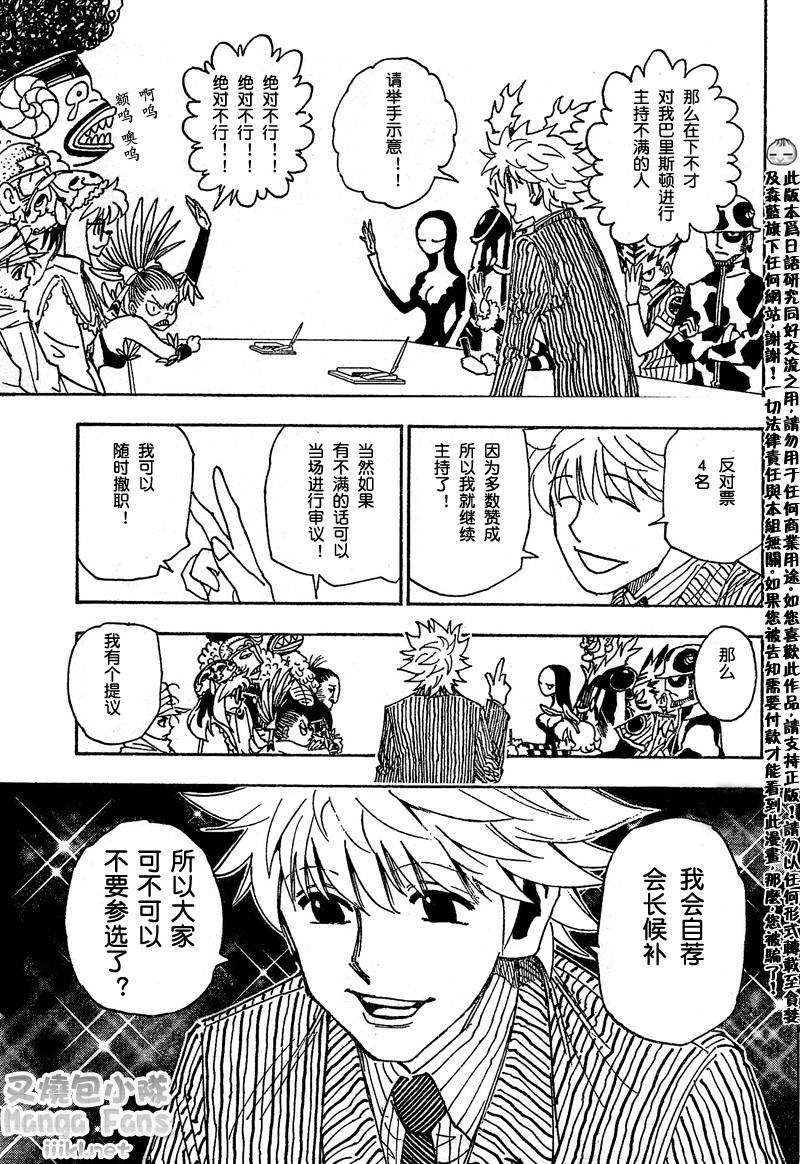 那么在下不才
对我巴里斯顿进行
主持不满的人
请举手示意！！
绝对不行！！
绝对不行！！
绝对不行！！
啊呜
额呜 噢呜
反对票
4名
因为多数赞成
所以我就继续
主持了！
当然如果
有不满的话可以
当场进行审议！
我可以
随时撤职！
那么
我有个提议
我会自荐
会长候补
所以大家
可不可以
不要参选了？
此版本爲日語研究同好交流之用，請勿用于任何商業用途。如您喜歡此作品，請支持正版！請勿以任何形式轉載至貪婪
及森藍旗下任何網站，謝謝！一切法律責任與本組無關。如果您被告知需要付款才能看到此漫畫，那麽，您被騙了！
叉燒包小隊
Manga Fans
iiikl.net